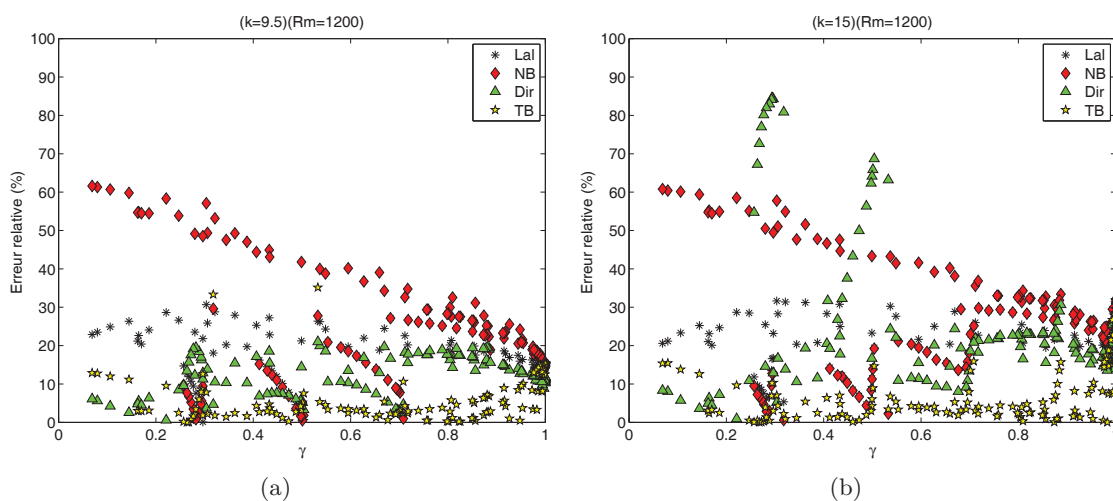 (k=9.5)(Rm=1200)
Erreur relative (%)
100
90
80
70
60
50
40
30
20
10
0
0
0.2
0.4
0.6
0.8
1
γ
Lal
NB
Dir
TB
(a)
(k=15)(Rm=1200)
Erreur relative (%)
100
90
80
70
60
50
40
30
20
10
0
0
0.2
0.4
0.6
0.8
γ
Lal
NB
Dir
TB
(b)